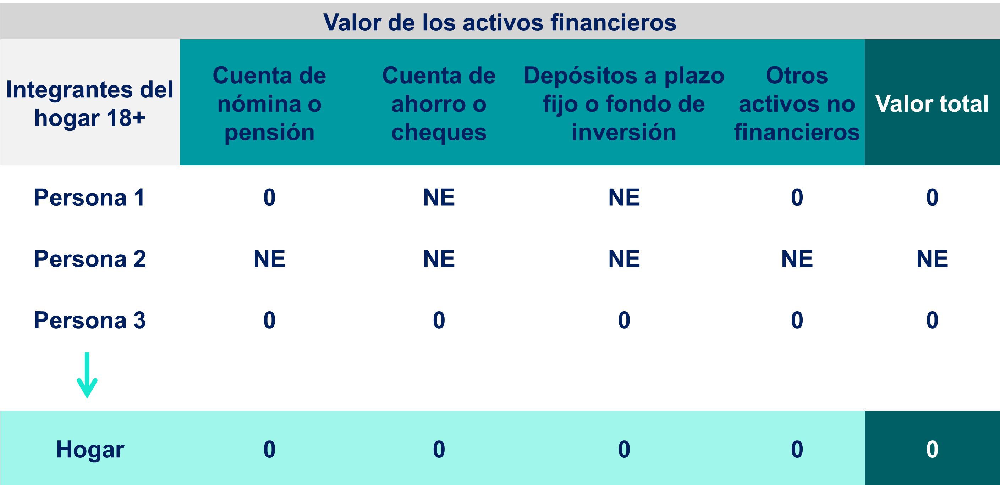 Valor de los activos financieros
Integrantes del
hogar 18+
Cuenta de
nómina o
pensión
Cuenta de
ahorro o
cheques
Depósitos a plazo
fijo o fondo de
inversión
Otros
activos no
financieros
Valor total
Persona 1 0 NE NE 0 0
Persona 2 NE NE NE NE NE
Persona 3 0 0 0 0 0
Hogar 0 0 0 0 0